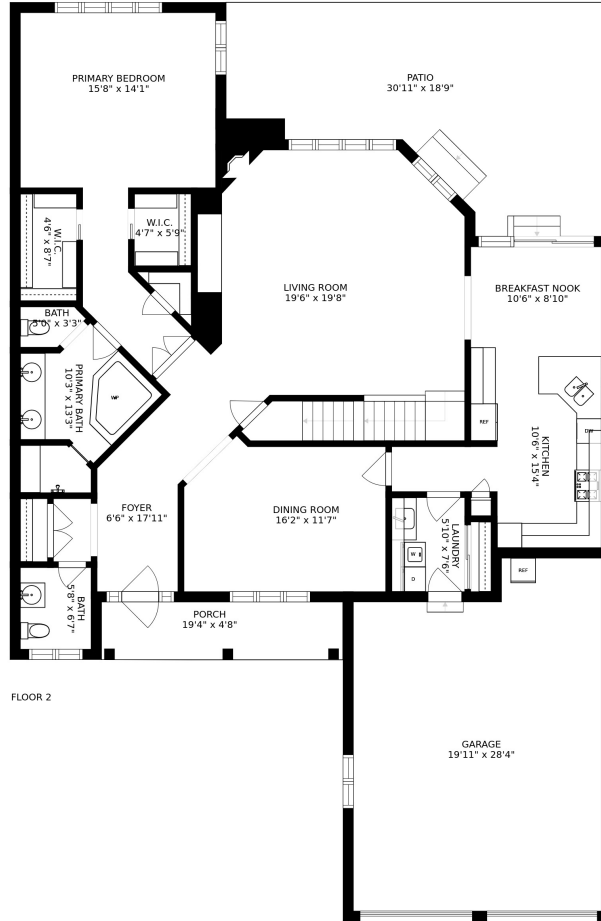 PRIMARY BEDROOM
15'8" x 14'1"
PATIO
30'11" x 18'9"
W.I.C.
4'6" x 8'7"
W.I.C.
4'7" x 5'9"
LIVING ROOM
19'6" x 19'8"
BREAKFAST NOOK
10'6" x 8'10"
BATH
5'0" x 3'3"
PRIMARY BATH
10'3" x 13'3"
WP
REF
DW
KITCHEN
10'6" x 15'4"
FOYER
6'6" x 17'11"
DINING ROOM
16'2" x 11'7"
LAUNDRY
5'10" x 7'6"
W
D
REF
BATH
5'8" x 6'7"
PORCH
19'4" x 4'8"
FLOOR 2
GARAGE
19'11" x 28'4"